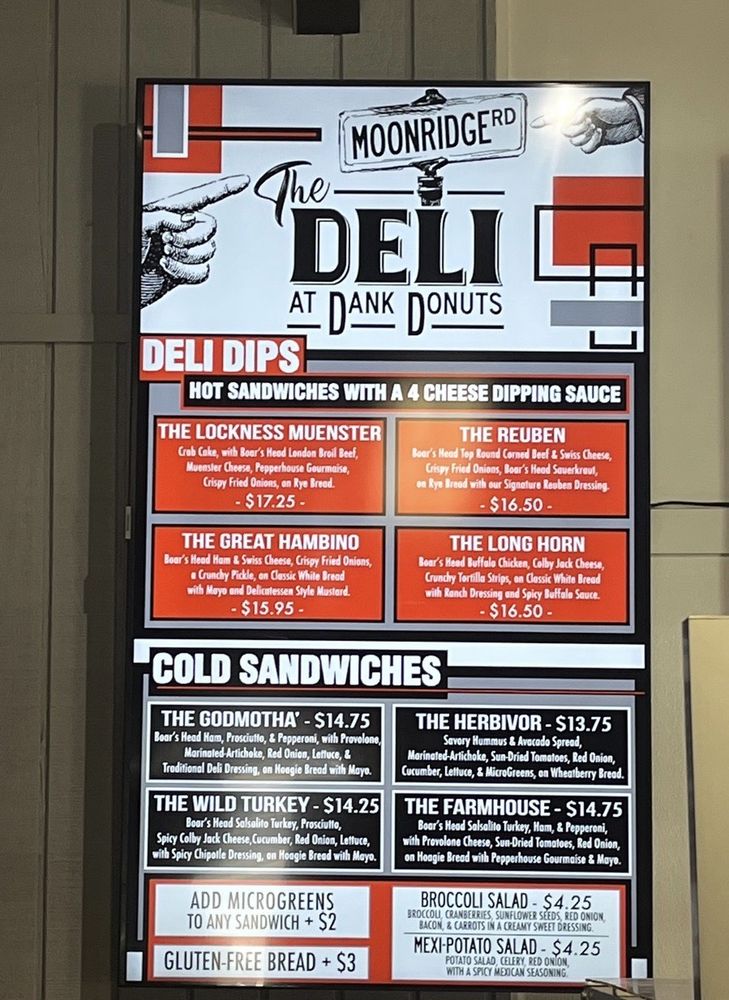 MOONRIDGE RD
The
DELI
AT DANK DONUTS
DELI DIPS
HOT SANDWICHES WITH A 4 CHEESE DIPPING SAUCE
THE LOCKNESS MUENSTER
Crab Cake, with Boar's Head London Broil Beef,
Muenster Cheese, Pepperhouse Gourmaise,
Crispy Fried Onions, on Rye Bread.
- $17.25 -
THE REUBEN
Boar's Head Top Round Corned Beef & Swiss Cheese,
Crispy Fried Onions, Boar's Head Sauerkraut,
on Rye Bread with our Signature Reuben Dressing.
- $16.50 -
THE GREAT HAMBINO
Boar's Head Ham & Swiss Cheese, Crispy Fried Onions,
a Crunchy Pickle, on Classic White Bread
with Mayo and Delicatessen Style Mustard.
- $15.95 -
THE LONG HORN
Boar's Head Buffalo Chicken, Colby Jack Cheese,
Crunchy Tortilla Strips, on Classic White Bread
with Ranch Dressing and Spicy Buffalo Sauce.
- $16.50 -
COLD SANDWICHES
THE GODMOTHA' - $14.75
Boar's Head Ham, Prosciutto, & Pepperoni, with Provolone,
Marinated-Artichoke, Red Onion, Lettuce, &
Traditional Deli Dressing, on Hoagie Bread with Mayo.
THE HERBIVOR - $13.75
Savory Hummus & Avacado Spread,
Marinated-Artichoke, Sun-Dried Tomatoes, Red Onion,
Cucumber, Lettuce, & MicroGreens, on Wheatberry Bread.
THE WILD TURKEY - $14.25
Boar's Head Salsalito Turkey, Prosciutto,
Spicy Colby Jack Cheese, Cucumber, Red Onion, Lettuce,
with Spicy Chipotle Dressing, on Hoagie Bread with Mayo.
THE FARMHOUSE - $14.75
Boar's Head Salsalito Turkey, Ham, & Pepperoni,
with Provolone Cheese, Sun-Dried Tomatoes, Red Onion,
on Hoagie Bread with Pepperhouse Gourmaise & Mayo.
ADD MICROGREENS
TO ANY SANDWICH + $2
GLUTEN-FREE BREAD + $3
BROCCOLI SALAD - $4.25
BROCCOLI, CRANBERRIES, SUNFLOWER SEEDS, RED ONION,
BACON, & CARROTS IN A CREAMY SWEET DRESSING.
MEXI-POTATO SALAD - $4.25
POTATO SALAD, CELERY, RED ONION,
WITH A SPICY MEXICAN SEASONING.